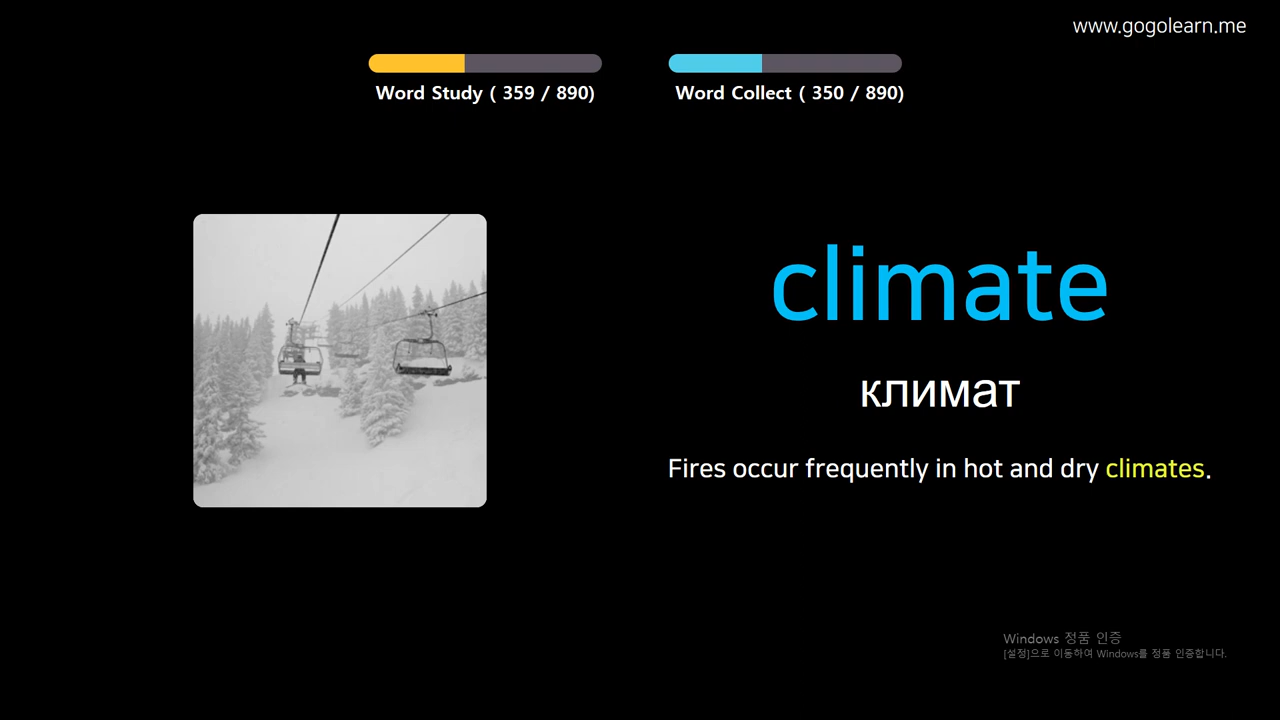 www.gogolearn.me
Word Study ( 359 / 890)
Word Collect ( 350 / 890)
climate
климат
Fires occur frequently in hot and dry climates.
Windows 정품 인증
[설정]으로 이동하여 Windows를 정품 인증합니다.